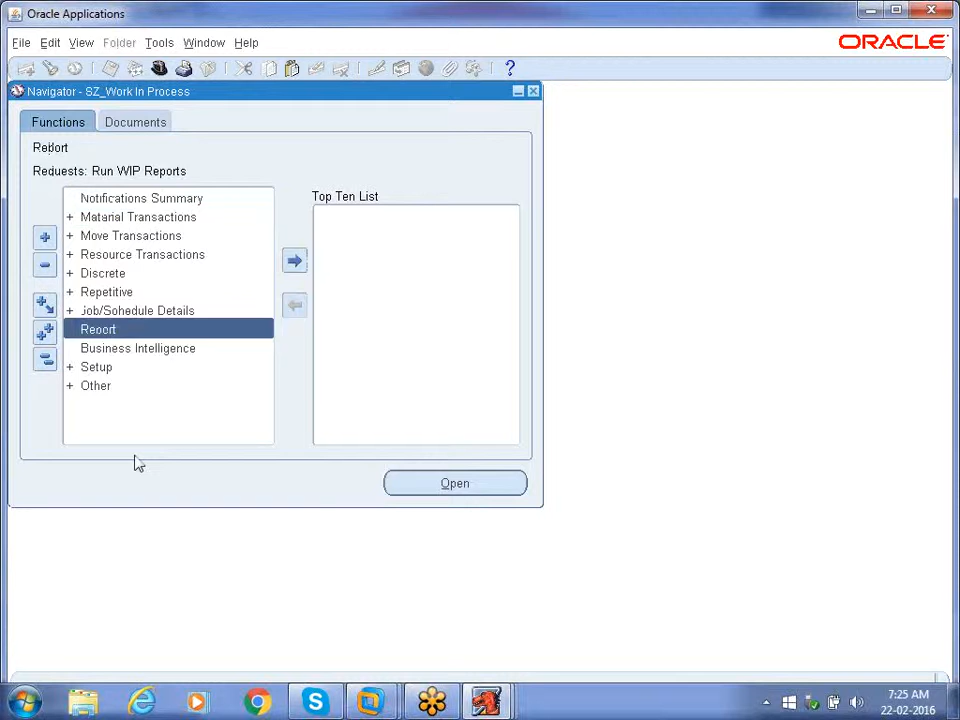 Oracle Applications
File Edit View Folder Tools Window Help
ORACLE
Navigator - SZ_Work In Process
Functions Documents
Report
Requests: Run WIP Reports
Notifications Summary
Top Ten List
+ Material Transactions
+ Move Transactions
+ Resource Transactions
+ Discrete
+ Repetitive
+ Job/Schedule Details
Report
Business Intelligence
+ Setup
+ Other
Open
7:25 AM
22-02-2016